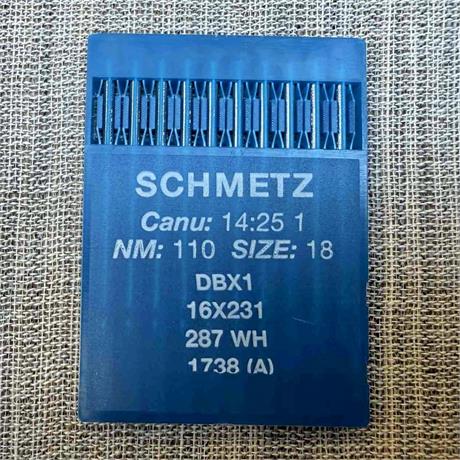 SCHMETZ
Canu: 14:25 1
NM: 110 SIZE: 18
DBX1
16X231
287 WH
1738 (A)